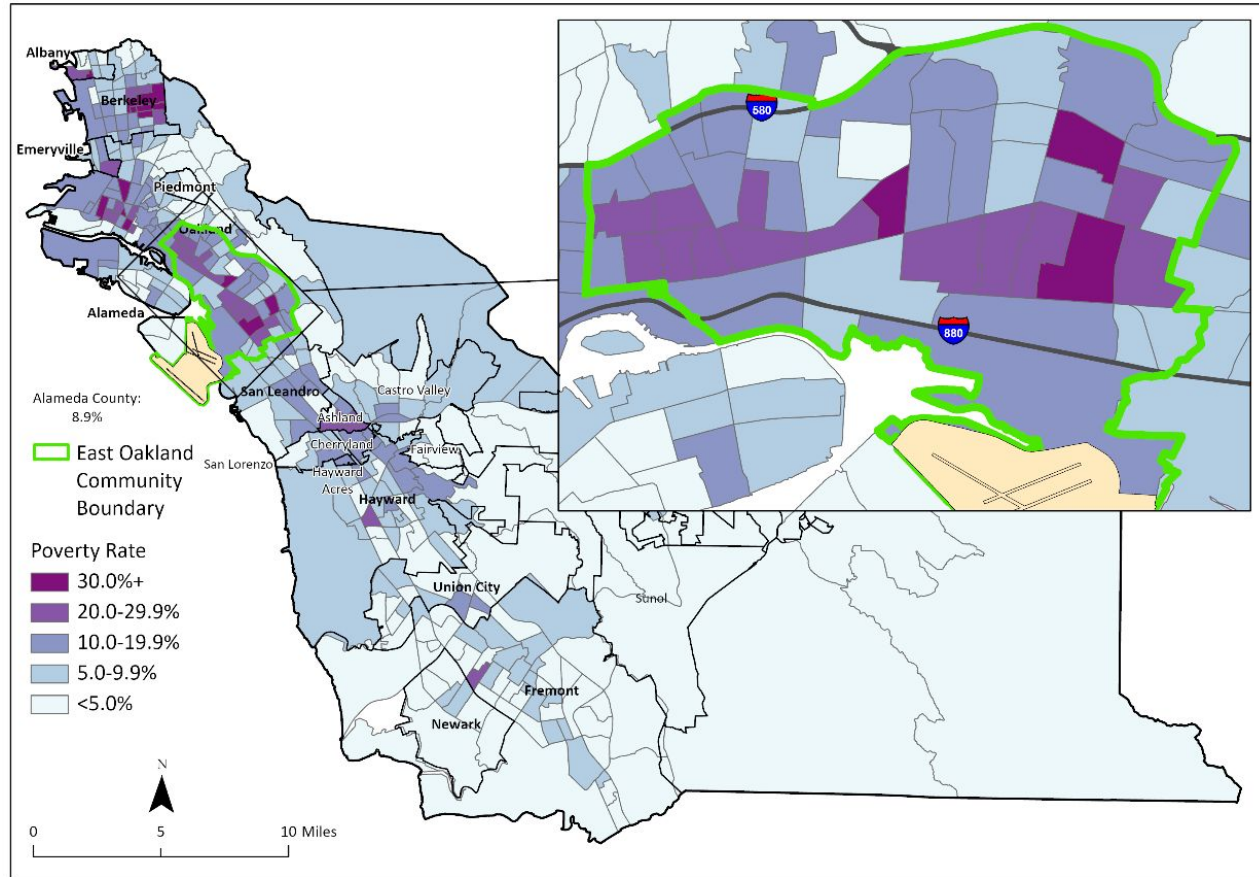 Albany
Berkeley
Emeryville
Piedmont
Oakland
Alameda
San Leandro
Castro Valley
Ashland
Cherryland
Fairview
San Lorenzo
Hayward
Acres
Hayward
Union City
Sunol
Fremont
Newark
580
880
Alameda County:
8.9%
East Oakland
Community
Boundary
Poverty Rate
30.0%+
20.0-29.9%
10.0-19.9%
5.0-9.9%
<5.0%
N
0 5 10 Miles